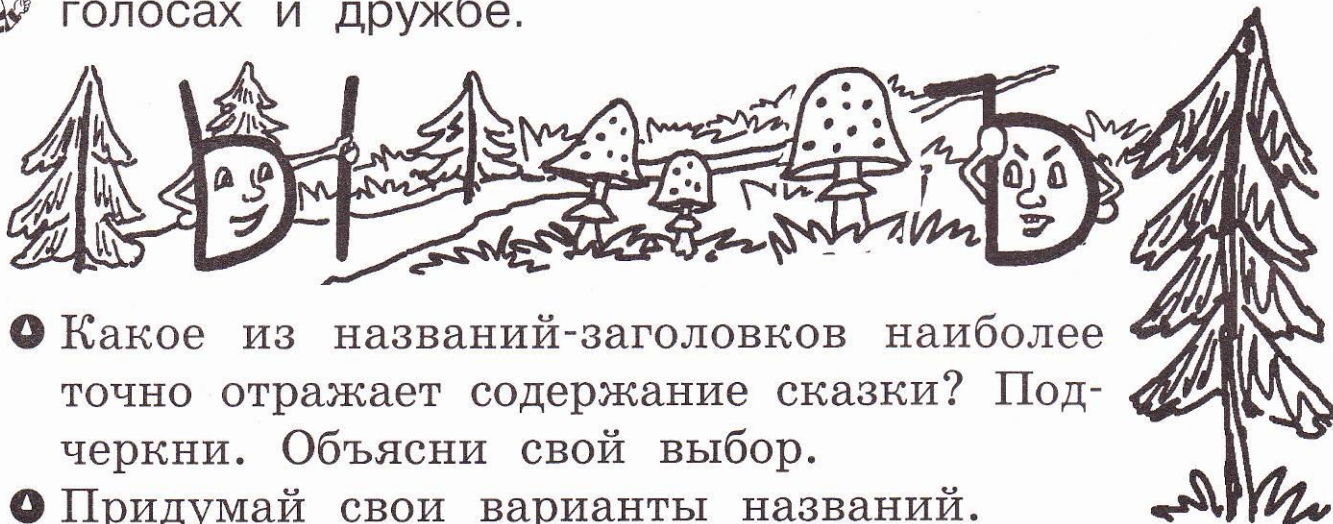 голосах и дружбе.
Ы Ъ
Какое из названий-заголовков наиболее
точно отражает содержание сказки? Под-
черкни. Объясни свой выбор.
Придумай свои варианты названий.